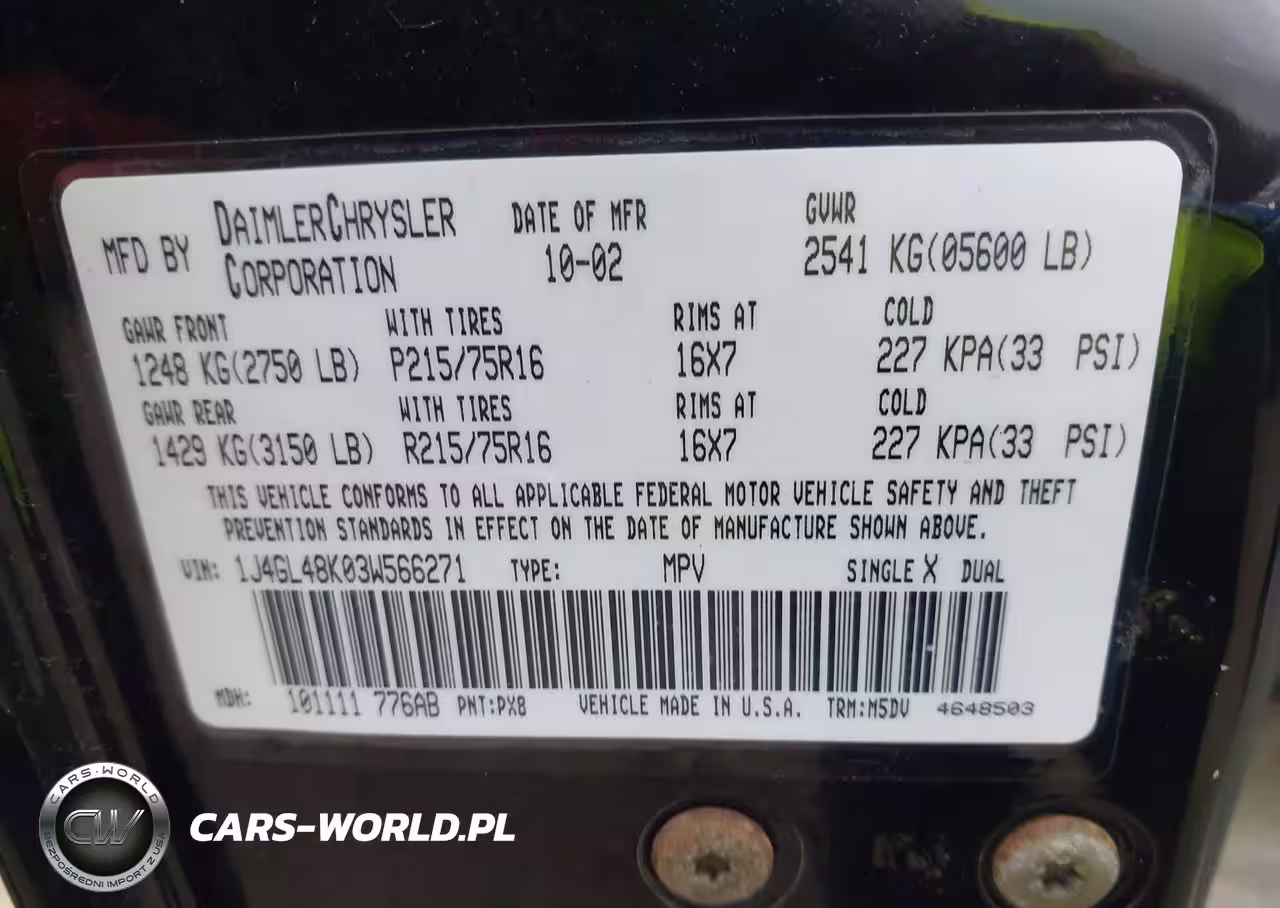 MFD BY DAIMLERCHRYSLER CORPORATION DATE OF MFR 10-02 GVWR 2541 KG(05600 LB)
GAWR FRONT WITH TIRES RIMS AT COLD
1248 KG(2750 LB) P215/75R16 16X7 227 KPA(33 PSI)
GAWR REAR WITH TIRES RIMS AT COLD
1429 KG(3150 LB) R215/75R16 16X7 227 KPA(33 PSI)
THIS VEHICLE CONFORMS TO ALL APPLICABLE FEDERAL MOTOR VEHICLE SAFETY AND THEFT
PREVENTION STANDARDS IN EFFECT ON THE DATE OF MANUFACTURE SHOWN ABOVE.
VIN: 1J4GL48K03W566271 TYPE: MPV SINGLE X DUAL
MDH: 101111 776AB PNT:PX8 VEHICLE MADE IN U.S.A. TRM:M5DV 4648503
CARS-WORLD
CW
BEZPOŚREDNI IMPORT Z USA
CARS-WORLD.PL